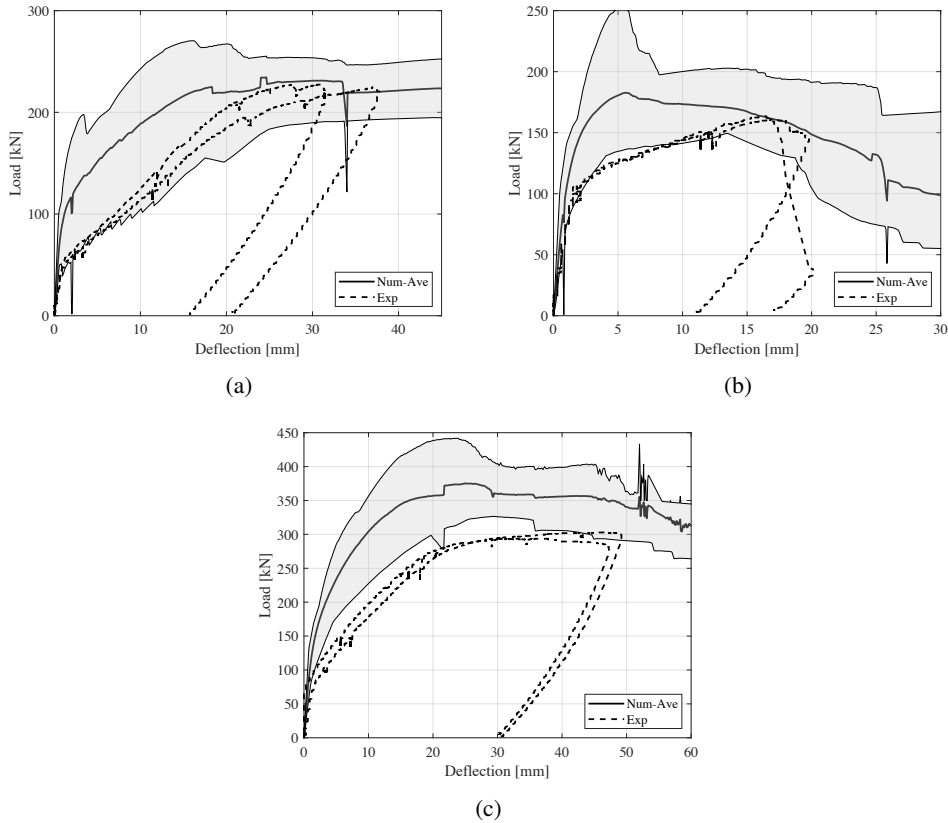 300
200
100
0
Load [kN]
0 10 20 30 40
Deflection [mm]
Num-Ave
Exp
(a)
250
200
150
100
50
0
Load [kN]
0 5 10 15 20 25 30
Deflection [mm]
Num-Ave
Exp
(b)
450
400
350
300
250
200
150
100
50
0
Load [kN]
0 10 20 30 40 50 60
Deflection [mm]
Num-Ave
Exp
(c)